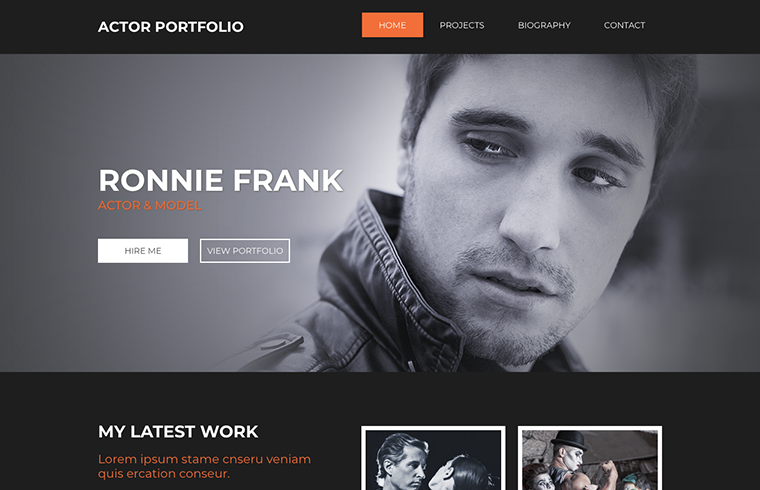 ACTOR PORTFOLIO
HOME PROJECTS BIOGRAPHY CONTACT
RONNIE FRANK
ACTOR & MODEL
HIRE ME VIEW PORTFOLIO
MY LATEST WORK
Lorem ipsum stame cnseru veniam
quis ercation conseur.